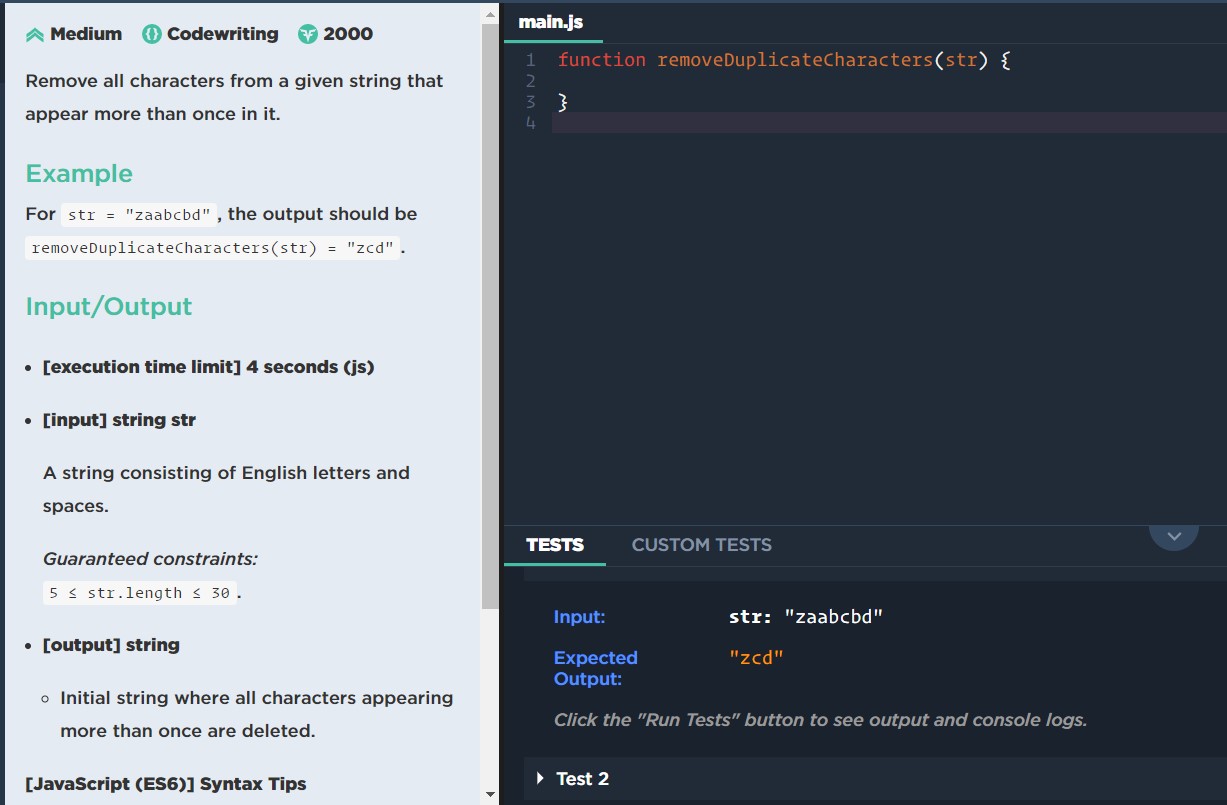 Medium Codewriting 2000
Remove all characters from a given string that
appear more than once in it.
Example
For str = "zaabcbd" , the output should be
removeDuplicateCharacters(str) = "zcd" .
Input/Output
• [execution time limit] 4 seconds (js)
• [input] string str
A string consisting of English letters and
spaces.
Guaranteed constraints:
5 ≤ str.length ≤ 30 .
• [output] string
◦ Initial string where all characters appearing
more than once are deleted.
[JavaScript (ES6)] Syntax Tips
main.js
1 function removeDuplicateCharacters(str) {
2
3 }
4
TESTS CUSTOM TESTS
Input: str: "zaabcbd"
Expected "zcd"
Output:
Click the "Run Tests" button to see output and console logs.
Test 2